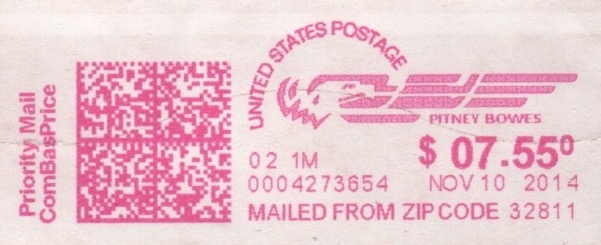 Priority Mail
ComBasPrice
UNITED STATES POSTAGE
PITNEY BOWES
02 1M
$ 07.55⁰
0004273654
NOV 10 2014
MAILED FROM ZIP CODE 32811